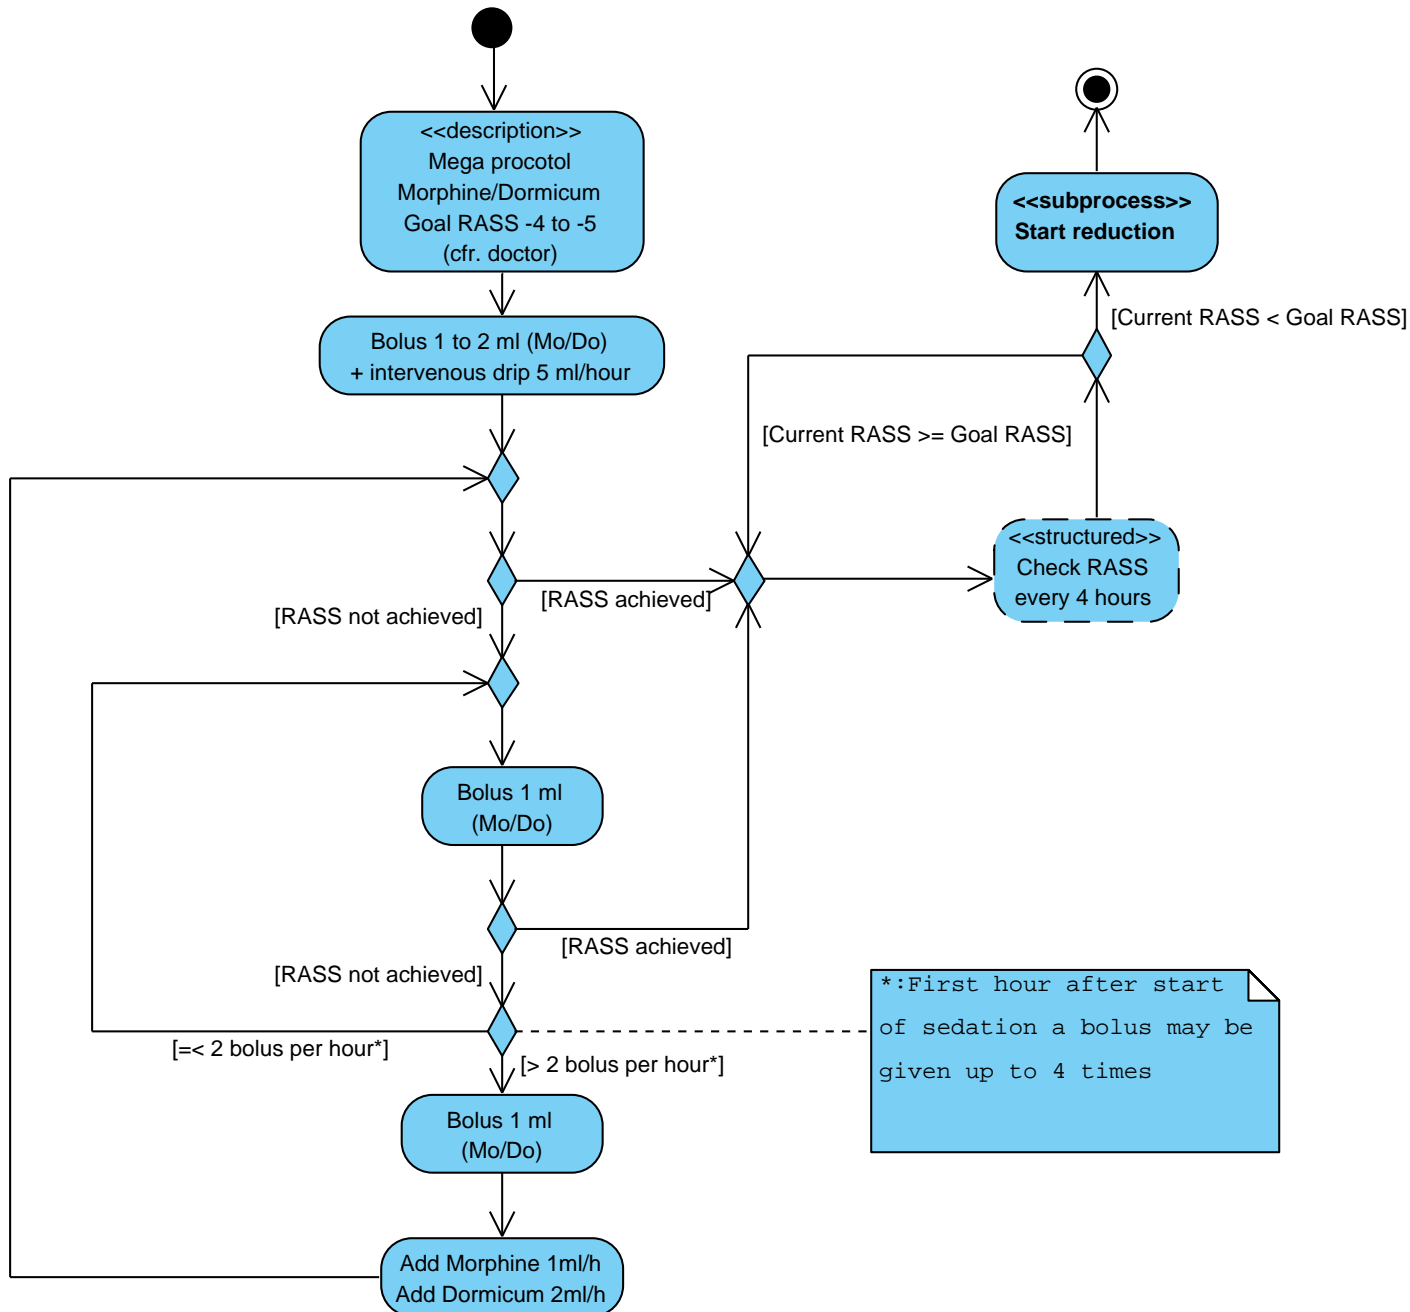 <<description>>
Mega procotol
Morphine/Dormicum
Goal RASS -4 to -5
(cfr. doctor)
<<subprocess>>
Start reduction
[Current RASS < Goal RASS]
Bolus 1 to 2 ml (Mo/Do)
+ intervenous drip 5 ml/hour
[Current RASS >= Goal RASS]
<<structured>>
Check RASS
every 4 hours
[RASS achieved]
[RASS not achieved]
Bolus 1 ml
(Mo/Do)
[RASS achieved]
[RASS not achieved]
*:First hour after start
of sedation a bolus may be
given up to 4 times
[=< 2 bolus per hour*]
[> 2 bolus per hour*]
Bolus 1 ml
(Mo/Do)
Add Morphine 1ml/h
Add Dormicum 2ml/h